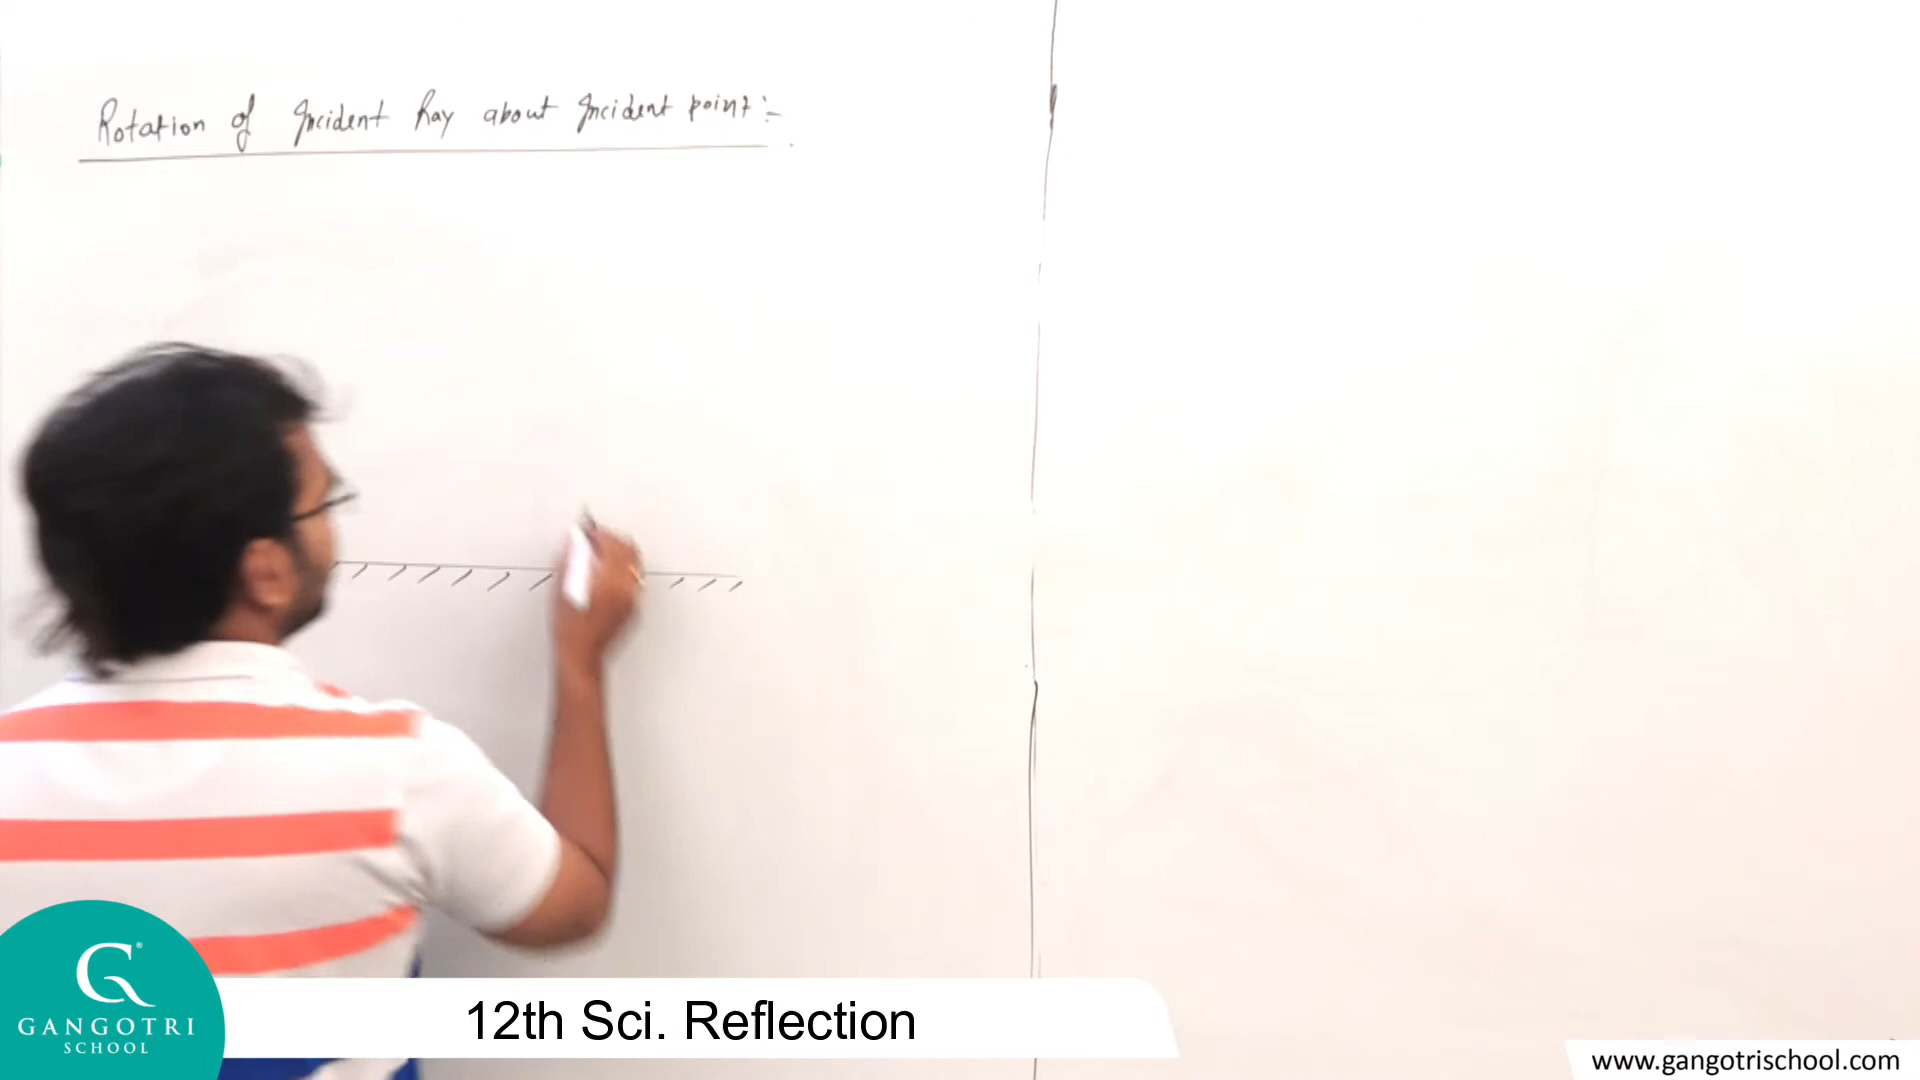 Rotation of Incident Ray about Incident point :-
G®
GANGOTRI
SCHOOL
12th Sci. Reflection
www.gangotrischool.com